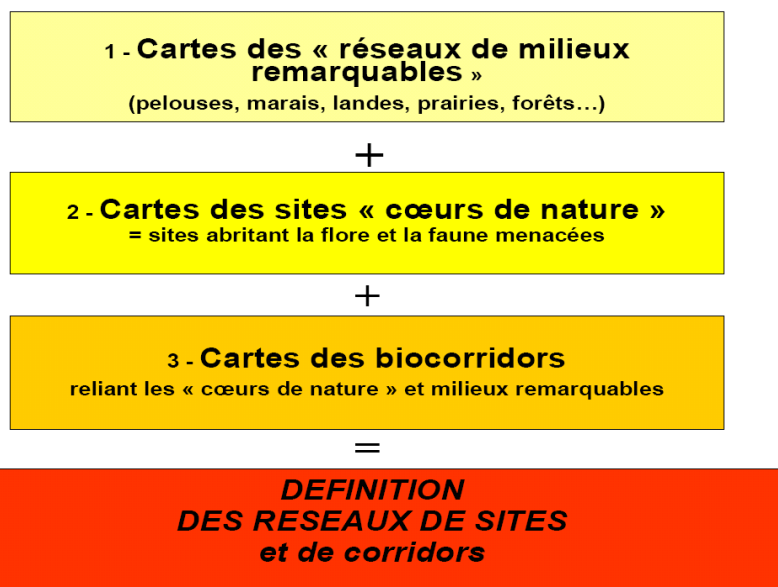 1 - Cartes des « réseaux de milieux
remarquables »
(pelouses, marais, landes, prairies, forêts…)
+
2 - Cartes des sites « cœurs de nature »
= sites abritant la flore et la faune menacées
+
3 - Cartes des biocorridors
reliant les « cœurs de nature » et milieux remarquables
=
DEFINITION
DES RESEAUX DE SITES
et de corridors